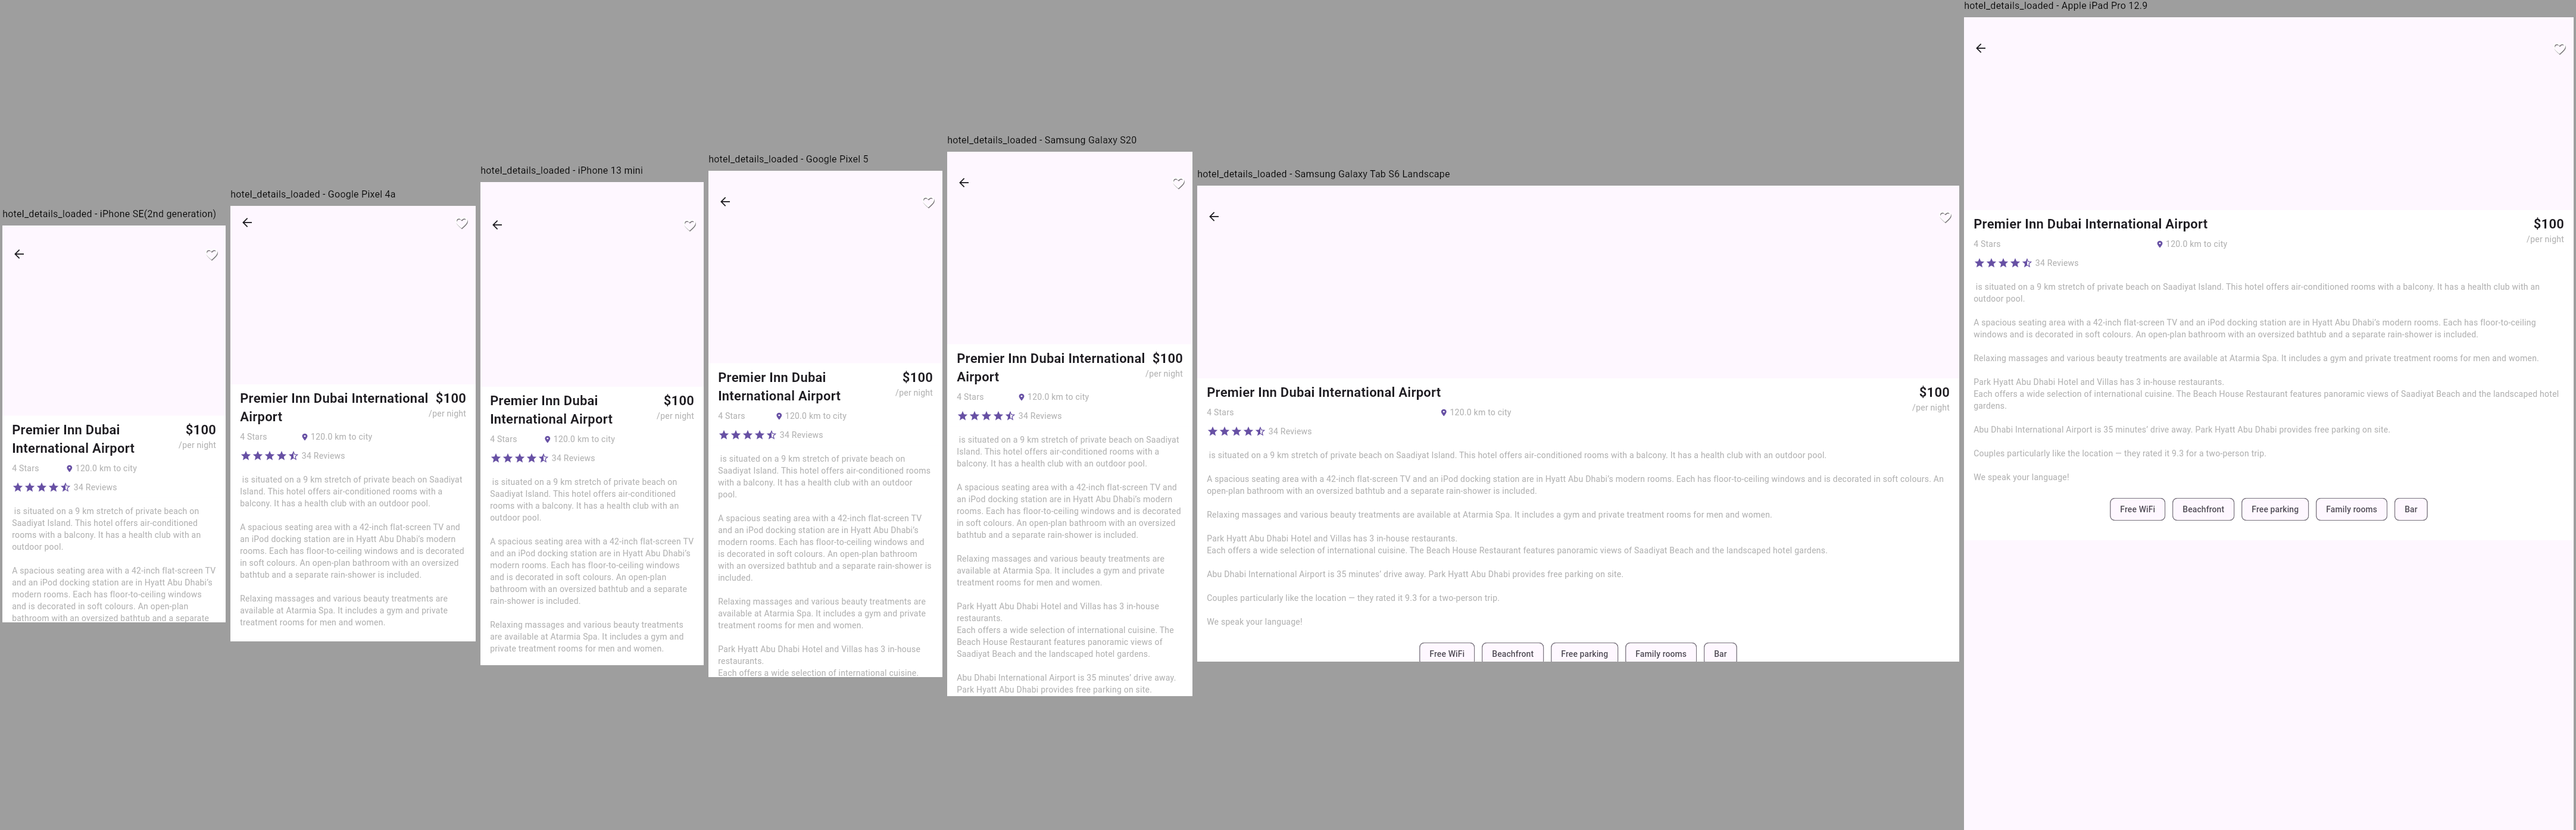 hotel_details_loaded - iPhone SE(2nd generation)
Premier Inn Dubai
International Airport
$100
/per night
4 Stars
120.0 km to city
34 Reviews
is situated on a 9 km stretch of private beach on
Saadiyat Island. This hotel offers air-conditioned
rooms with a balcony. It has a health club with an
outdoor pool.
A spacious seating area with a 42-inch flat-screen TV
and an iPod docking station are in Hyatt Abu Dhabi’s
modern rooms. Each has floor-to-ceiling windows
and is decorated in soft colours. An open-plan
bathroom with an oversized bathtub and a separate
hotel_details_loaded - Google Pixel 4a
Premier Inn Dubai International
Airport
$100
/per night
4 Stars
120.0 km to city
34 Reviews
is situated on a 9 km stretch of private beach on Saadiyat
Island. This hotel offers air-conditioned rooms with a
balcony. It has a health club with an outdoor pool.
A spacious seating area with a 42-inch flat-screen TV and
an iPod docking station are in Hyatt Abu Dhabi’s modern
rooms. Each has floor-to-ceiling windows and is decorated
in soft colours. An open-plan bathroom with an oversized
bathtub and a separate rain-shower is included.
Relaxing massages and various beauty treatments are
available at Atarmia Spa. It includes a gym and private
treatment rooms for men and women.
hotel_details_loaded - iPhone 13 mini
Premier Inn Dubai
International Airport
$100
/per night
4 Stars
120.0 km to city
34 Reviews
is situated on a 9 km stretch of private beach on
Saadiyat Island. This hotel offers air-conditioned
rooms with a balcony. It has a health club with an
outdoor pool.
A spacious seating area with a 42-inch flat-screen TV
and an iPod docking station are in Hyatt Abu Dhabi’s
modern rooms. Each has floor-to-ceiling windows
and is decorated in soft colours. An open-plan
bathroom with an oversized bathtub and a separate
rain-shower is included.
Relaxing massages and various beauty treatments
are available at Atarmia Spa. It includes a gym and
private treatment rooms for men and women.
hotel_details_loaded - Google Pixel 5
Premier Inn Dubai
International Airport
$100
/per night
4 Stars
120.0 km to city
34 Reviews
is situated on a 9 km stretch of private beach on
Saadiyat Island. This hotel offers air-conditioned rooms
with a balcony. It has a health club with an outdoor
pool.
A spacious seating area with a 42-inch flat-screen TV
and an iPod docking station are in Hyatt Abu Dhabi’s
modern rooms. Each has floor-to-ceiling windows and
is decorated in soft colours. An open-plan bathroom
with an oversized bathtub and a separate rain-shower is
included.
Relaxing massages and various beauty treatments are
available at Atarmia Spa. It includes a gym and private
treatment rooms for men and women.
Park Hyatt Abu Dhabi Hotel and Villas has 3 in-house
restaurants.
Each offers a wide selection of international cuisine.
hotel_details_loaded - Samsung Galaxy S20
Premier Inn Dubai International
Airport
$100
/per night
4 Stars
120.0 km to city
34 Reviews
is situated on a 9 km stretch of private beach on Saadiyat
Island. This hotel offers air-conditioned rooms with a
balcony. It has a health club with an outdoor pool.
A spacious seating area with a 42-inch flat-screen TV and
an iPod docking station are in Hyatt Abu Dhabi’s modern
rooms. Each has floor-to-ceiling windows and is decorated
in soft colours. An open-plan bathroom with an oversized
bathtub and a separate rain-shower is included.
Relaxing massages and various beauty treatments are
available at Atarmia Spa. It includes a gym and private
treatment rooms for men and women.
Park Hyatt Abu Dhabi Hotel and Villas has 3 in-house
restaurants.
Each offers a wide selection of international cuisine. The
Beach House Restaurant features panoramic views of
Saadiyat Beach and the landscaped hotel gardens.
Abu Dhabi International Airport is 35 minutes’ drive away.
Park Hyatt Abu Dhabi provides free parking on site.
hotel_details_loaded - Samsung Galaxy Tab S6 Landscape
Premier Inn Dubai International Airport
$100
/per night
4 Stars
120.0 km to city
34 Reviews
is situated on a 9 km stretch of private beach on Saadiyat Island. This hotel offers air-conditioned rooms with a balcony. It has a health club with an outdoor pool.
A spacious seating area with a 42-inch flat-screen TV and an iPod docking station are in Hyatt Abu Dhabi’s modern rooms. Each has floor-to-ceiling windows and is decorated in soft colours. An
open-plan bathroom with an oversized bathtub and a separate rain-shower is included.
Relaxing massages and various beauty treatments are available at Atarmia Spa. It includes a gym and private treatment rooms for men and women.
Park Hyatt Abu Dhabi Hotel and Villas has 3 in-house restaurants.
Each offers a wide selection of international cuisine. The Beach House Restaurant features panoramic views of Saadiyat Beach and the landscaped hotel gardens.
Abu Dhabi International Airport is 35 minutes’ drive away. Park Hyatt Abu Dhabi provides free parking on site.
Couples particularly like the location — they rated it 9.3 for a two-person trip.
We speak your language!
Free WiFi
Beachfront
Free parking
Family rooms
Bar
hotel_details_loaded - Apple iPad Pro 12.9
Premier Inn Dubai International Airport
$100
/per night
4 Stars
120.0 km to city
34 Reviews
is situated on a 9 km stretch of private beach on Saadiyat Island. This hotel offers air-conditioned rooms with a balcony. It has a health club with an
outdoor pool.
A spacious seating area with a 42-inch flat-screen TV and an iPod docking station are in Hyatt Abu Dhabi’s modern rooms. Each has floor-to-ceiling
windows and is decorated in soft colours. An open-plan bathroom with an oversized bathtub and a separate rain-shower is included.
Relaxing massages and various beauty treatments are available at Atarmia Spa. It includes a gym and private treatment rooms for men and women.
Park Hyatt Abu Dhabi Hotel and Villas has 3 in-house restaurants.
Each offers a wide selection of international cuisine. The Beach House Restaurant features panoramic views of Saadiyat Beach and the landscaped hotel
gardens.
Abu Dhabi International Airport is 35 minutes’ drive away. Park Hyatt Abu Dhabi provides free parking on site.
Couples particularly like the location — they rated it 9.3 for a two-person trip.
We speak your language!
Free WiFi
Beachfront
Free parking
Family rooms
Bar